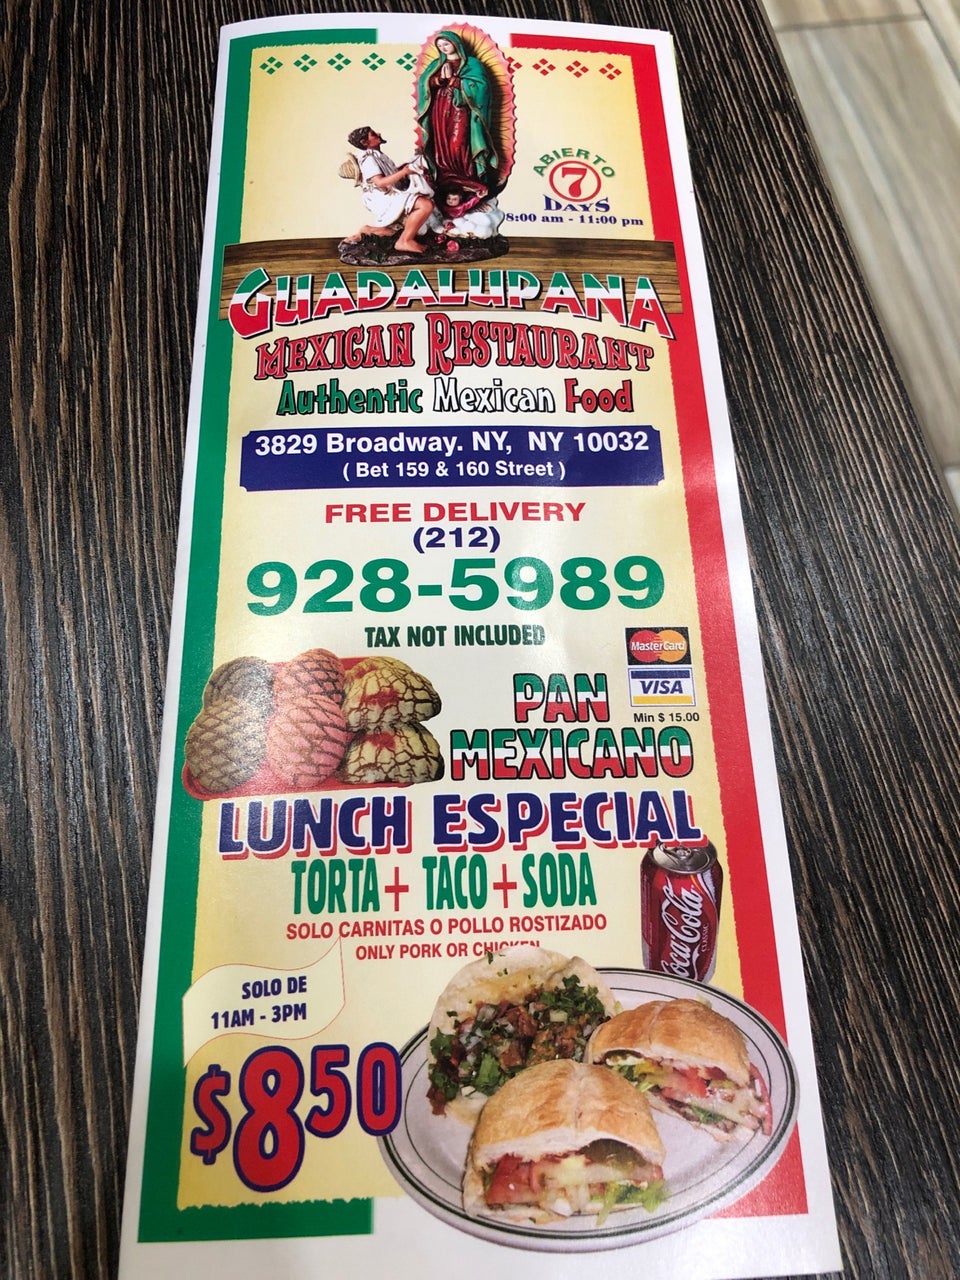 ABIERTO
7
DAYS
8:00 am - 11:00 pm
GUADALUPANA
MEXICAN RESTAURANT
Authentic Mexican Food
3829 Broadway. NY, NY 10032
( Bet 159 & 160 Street )
FREE DELIVERY
(212)
928-5989
TAX NOT INCLUDED
MasterCard
VISA
Min $ 15.00
PAN
MEXICANO
LUNCH ESPECIAL
TORTA + TACO + SODA
SOLO CARNITAS O POLLO ROSTIZADO
ONLY PORK OR CHICKEN
Coca-Cola
CLASSIC
SOLO DE
11AM - 3PM
$8.50